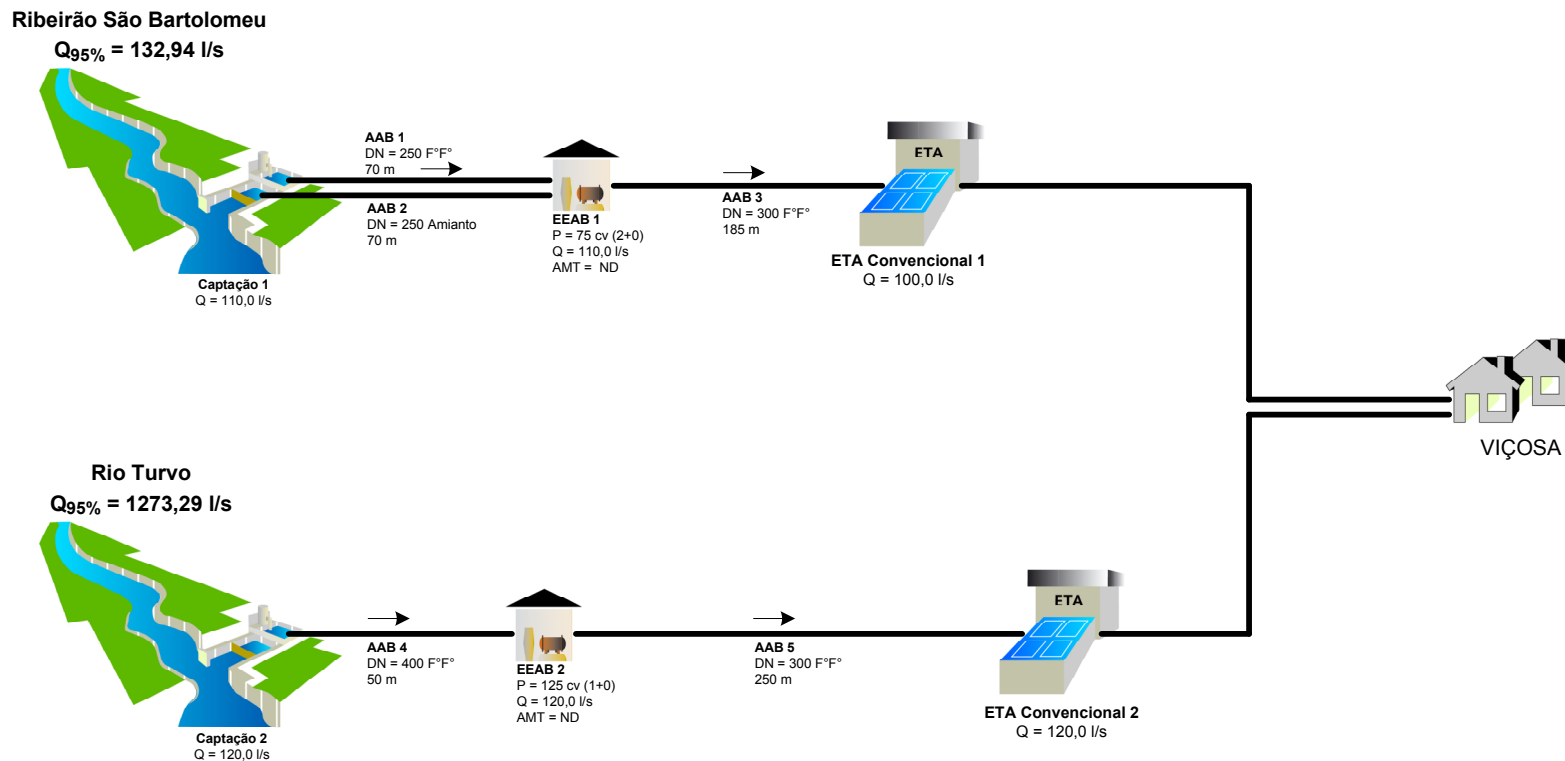 Ribeirão São Bartolomeu
Q95% = 132,94 l/s
AAB 1
DN = 250 F°F°
70 m
AAB 2
DN = 250 Amianto
70 m
Captação 1
Q = 110,0 l/s
EEAB 1
P = 75 cv (2+0)
Q = 110,0 l/s
AMT = ND
AAB 3
DN = 300 F°F°
185 m
ETA
ETA Convencional 1
Q = 100,0 l/s
VIÇOSA
Rio Turvo
Q95% = 1273,29 l/s
AAB 4
DN = 400 F°F°
50 m
Captação 2
Q = 120,0 l/s
EEAB 2
P = 125 cv (1+0)
Q = 120,0 l/s
AMT = ND
AAB 5
DN = 300 F°F°
250 m
ETA
ETA Convencional 2
Q = 120,0 l/s